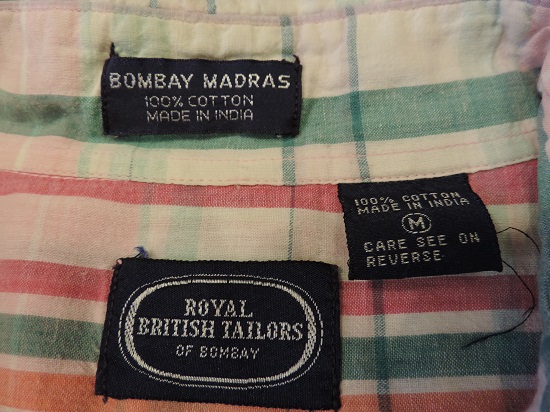 BOMBAY MADRAS
100% COTTON
MADE IN INDIA
100% COTTON
MADE IN INDIA
M
CARE SEE ON
REVERSE
ROYAL
BRITISH TAILORS
OF BOMBAY